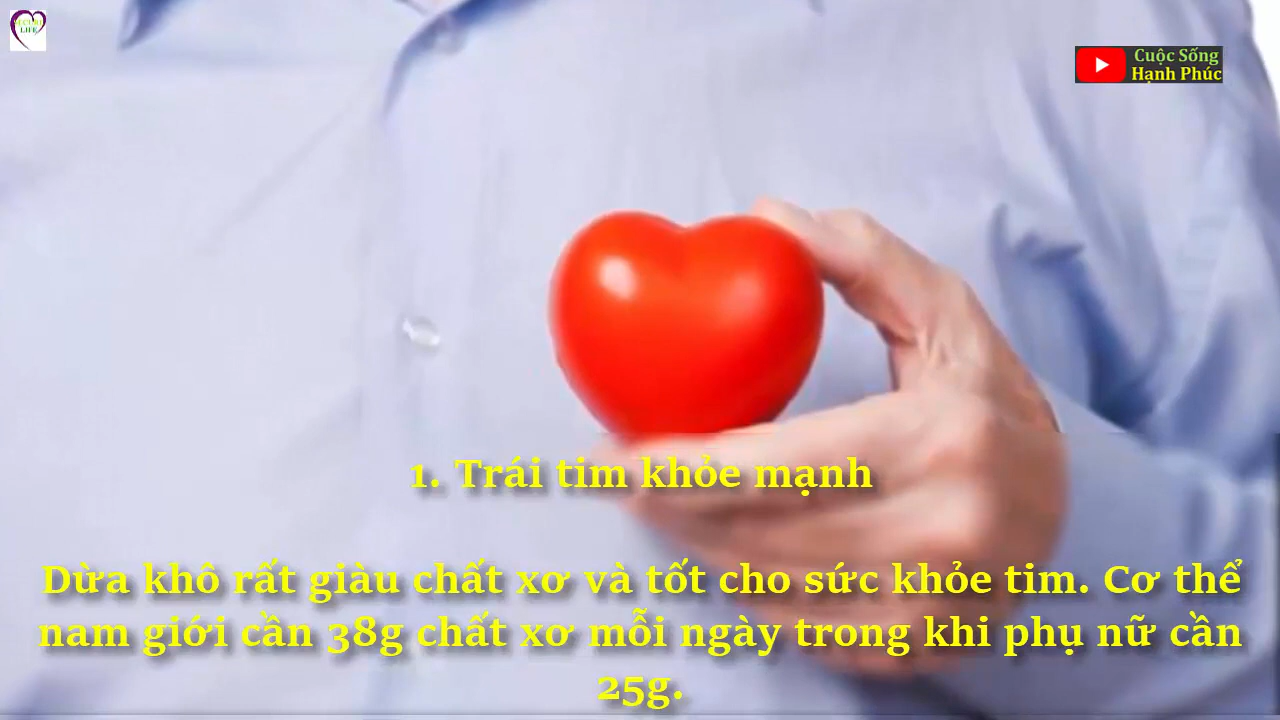 LIFE
Cuộc Sống
Hạnh Phúc
1. Trái tim khỏe mạnh
Dừa khô rất giàu chất xơ và tốt cho sức khỏe tim. Cơ thể
nam giới cần 38g chất xơ mỗi ngày trong khi phụ nữ cần
25g.